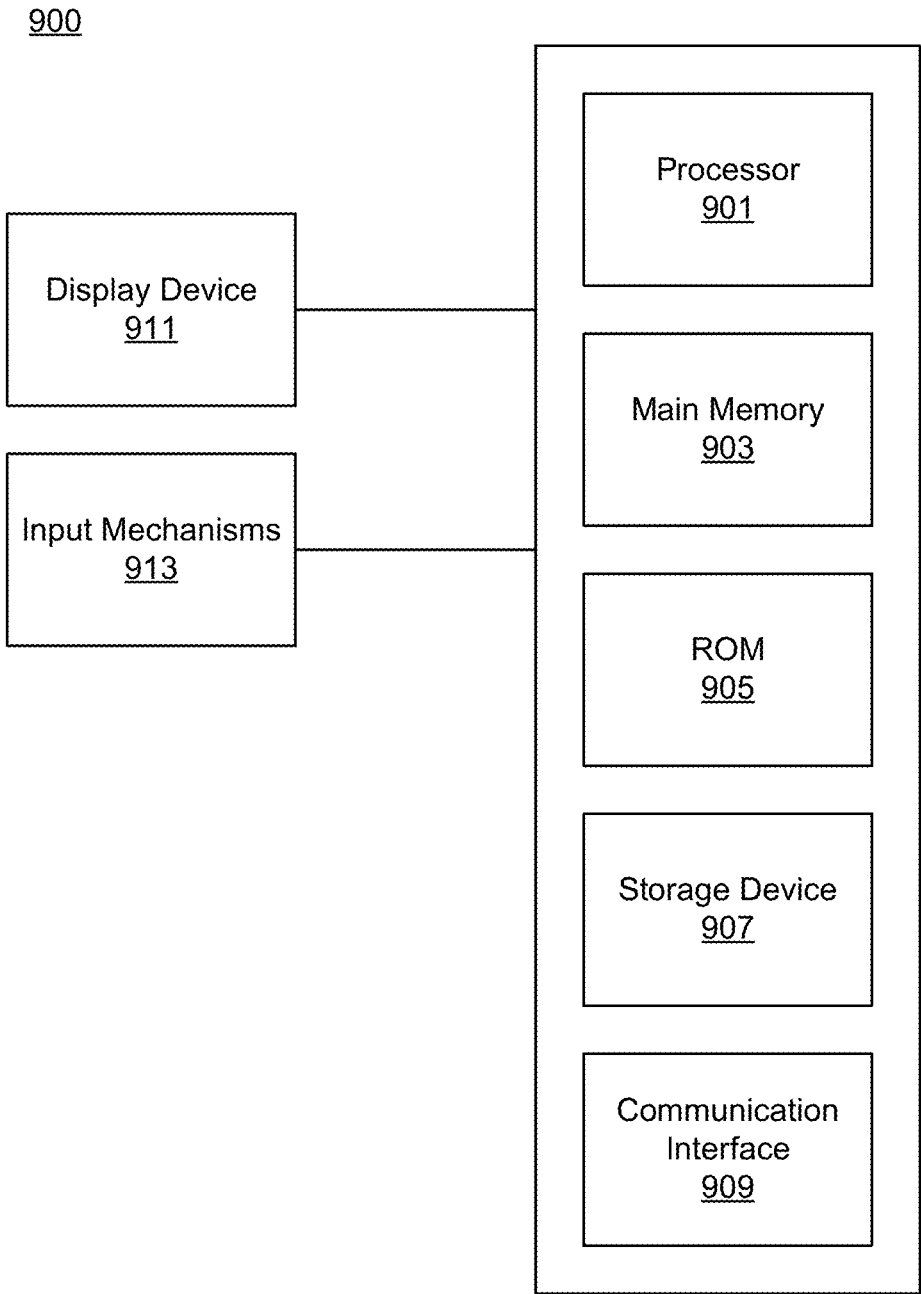 900
Processor
901
Display Device
911
Main Memory
903
Input Mechanisms
913
ROM
905
Storage Device
907
Communication
Interface
909